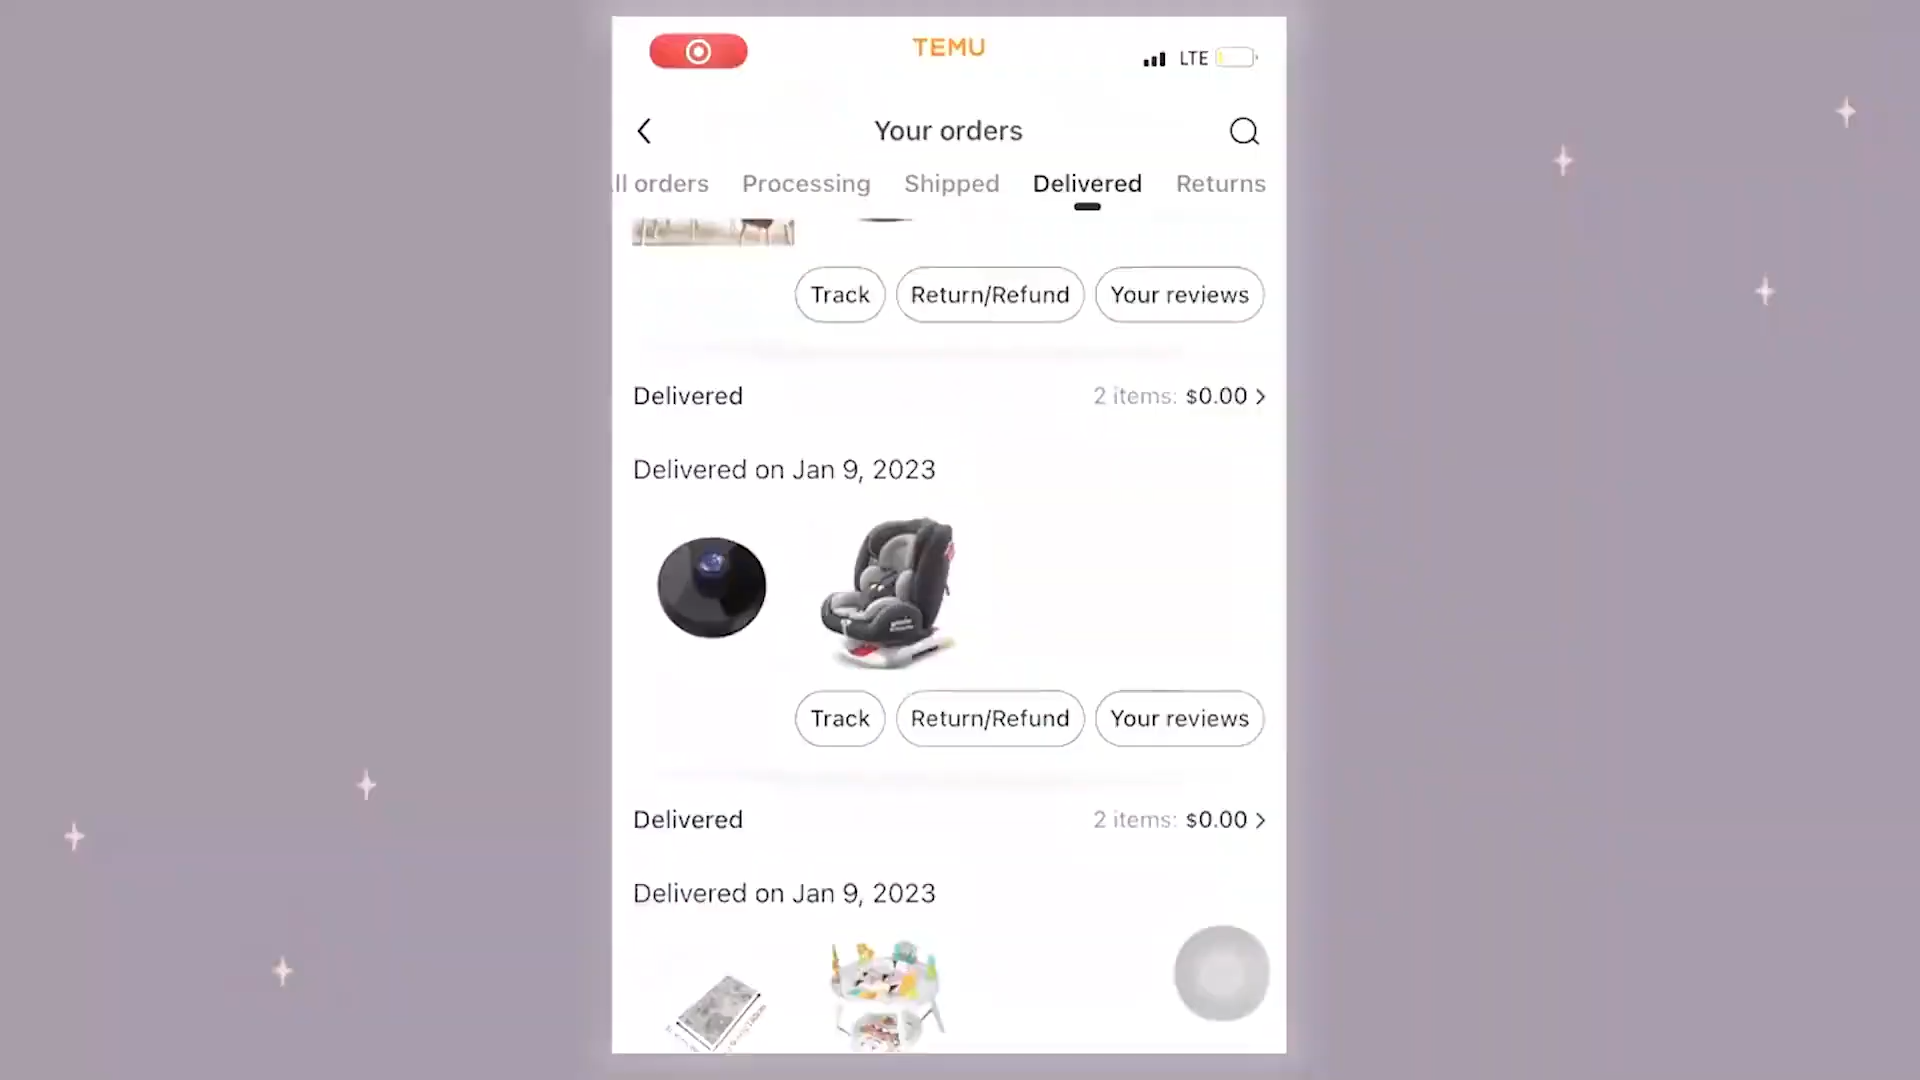 TEMU
LTE
Your orders
ll orders Processing Shipped Delivered Returns
Track Return/Refund Your reviews
Delivered 2 items: $0.00
Delivered on Jan 9, 2023
Track Return/Refund Your reviews
Delivered 2 items: $0.00
Delivered on Jan 9, 2023